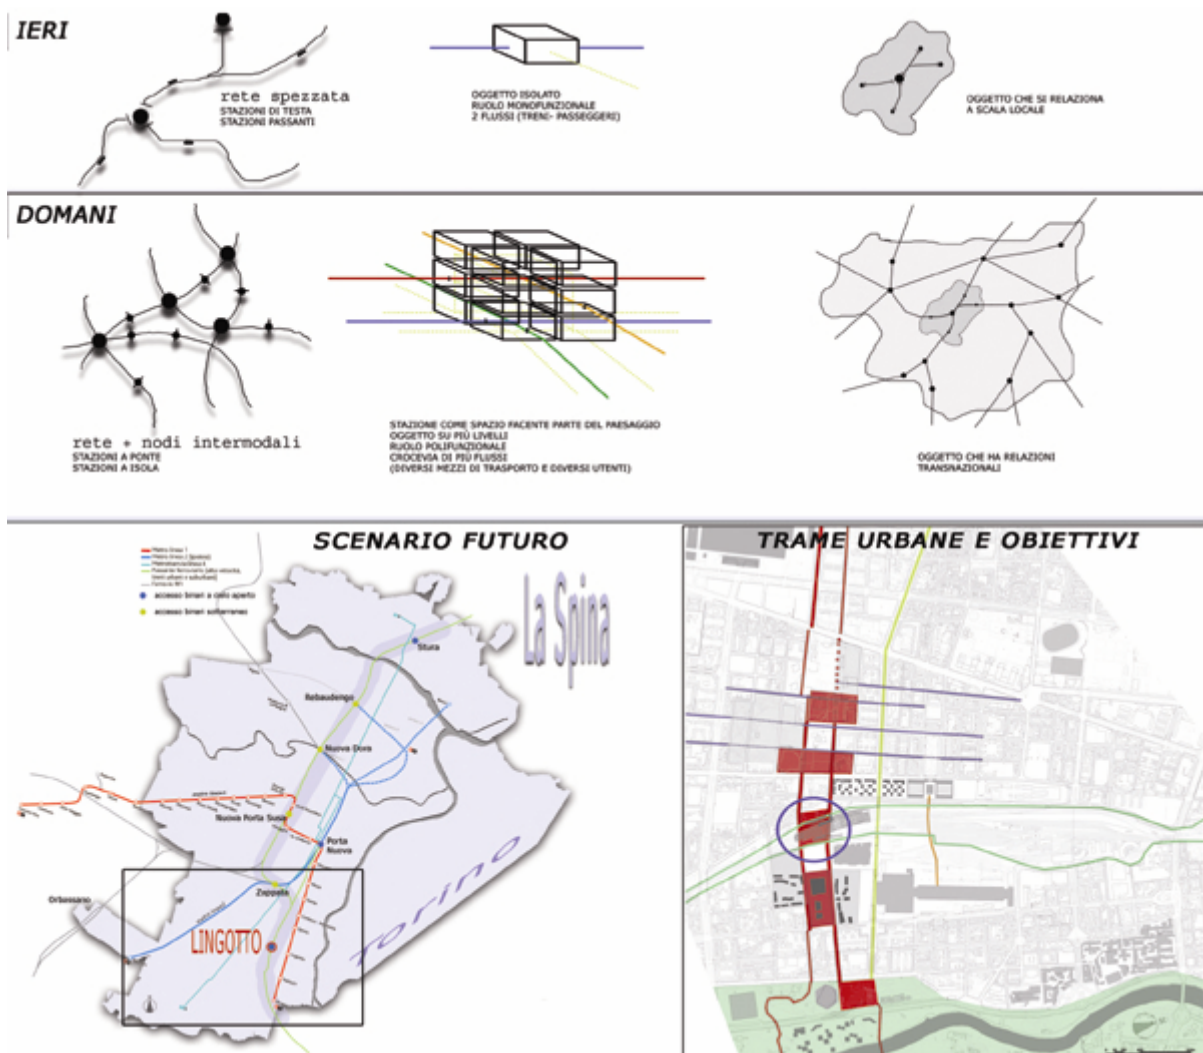 IERI
rete spezzata
STAZIONI DI TESTA
STAZIONI PASSANTI
OGGETTO ISOLATO
RUOLO MONOFUNZIONALE
2 FLUSSI (TRENI- PASSEGGERI)
OGGETTO CHE SI RELAZIONA
A SCALA LOCALE
DOMANI
rete + nodi intermodali
STAZIONI A PONTE
STAZIONI A ISOLA
STAZIONE COME SPAZIO FACENTE PARTE DEL PAESAGGIO
OGGETTO SU PIÙ LIVELLI
RUOLO POLIFUNZIONALE
CROCEVIA DI PIÙ FLUSSI
(DIVERSI MEZZI DI TRASPORTO E DIVERSI UTENTI)
OGGETTO CHE HA RELAZIONI
TRANSNAZIONALI
SCENARIO FUTURO
Metro linea 1
accesso binari a cielo aperto
accesso binari sotterraneo
La Spina
Stura
Rebaudengo
Nuova Dora
Nuova Porta Susa
Porta
Nuova
Zappata
Orbassano
LINGOTTO
Torino
TRAME URBANE E OBIETTIVI